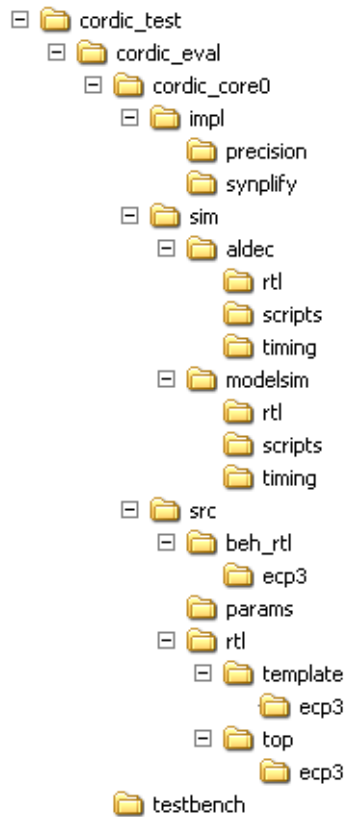 cordic_test
cordic_eval
cordic_core0
impl
precision
synplify
sim
aldec
rtl
scripts
timing
modelsim
rtl
scripts
timing
src
beh_rtl
ecp3
params
rtl
template
ecp3
top
ecp3
testbench